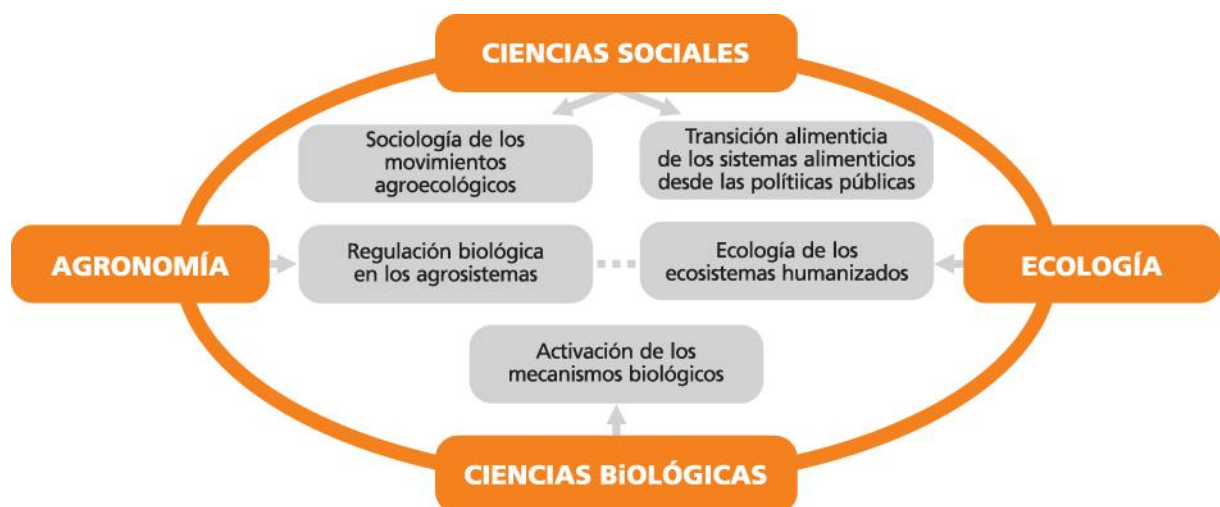 CIENCIAS SOCIALES
Sociología de los
movimientos
agroecológicos
Transición alimenticia
de los sistemas alimenticios
desde las polítiicas públicas
AGRONOMÍA
Regulación biológica
en los agrosistemas
Ecología de los
ecosistemas humanizados
ECOLOGÍA
Activación de los
mecanismos biológicos
CIENCIAS BiOLÓGICAS